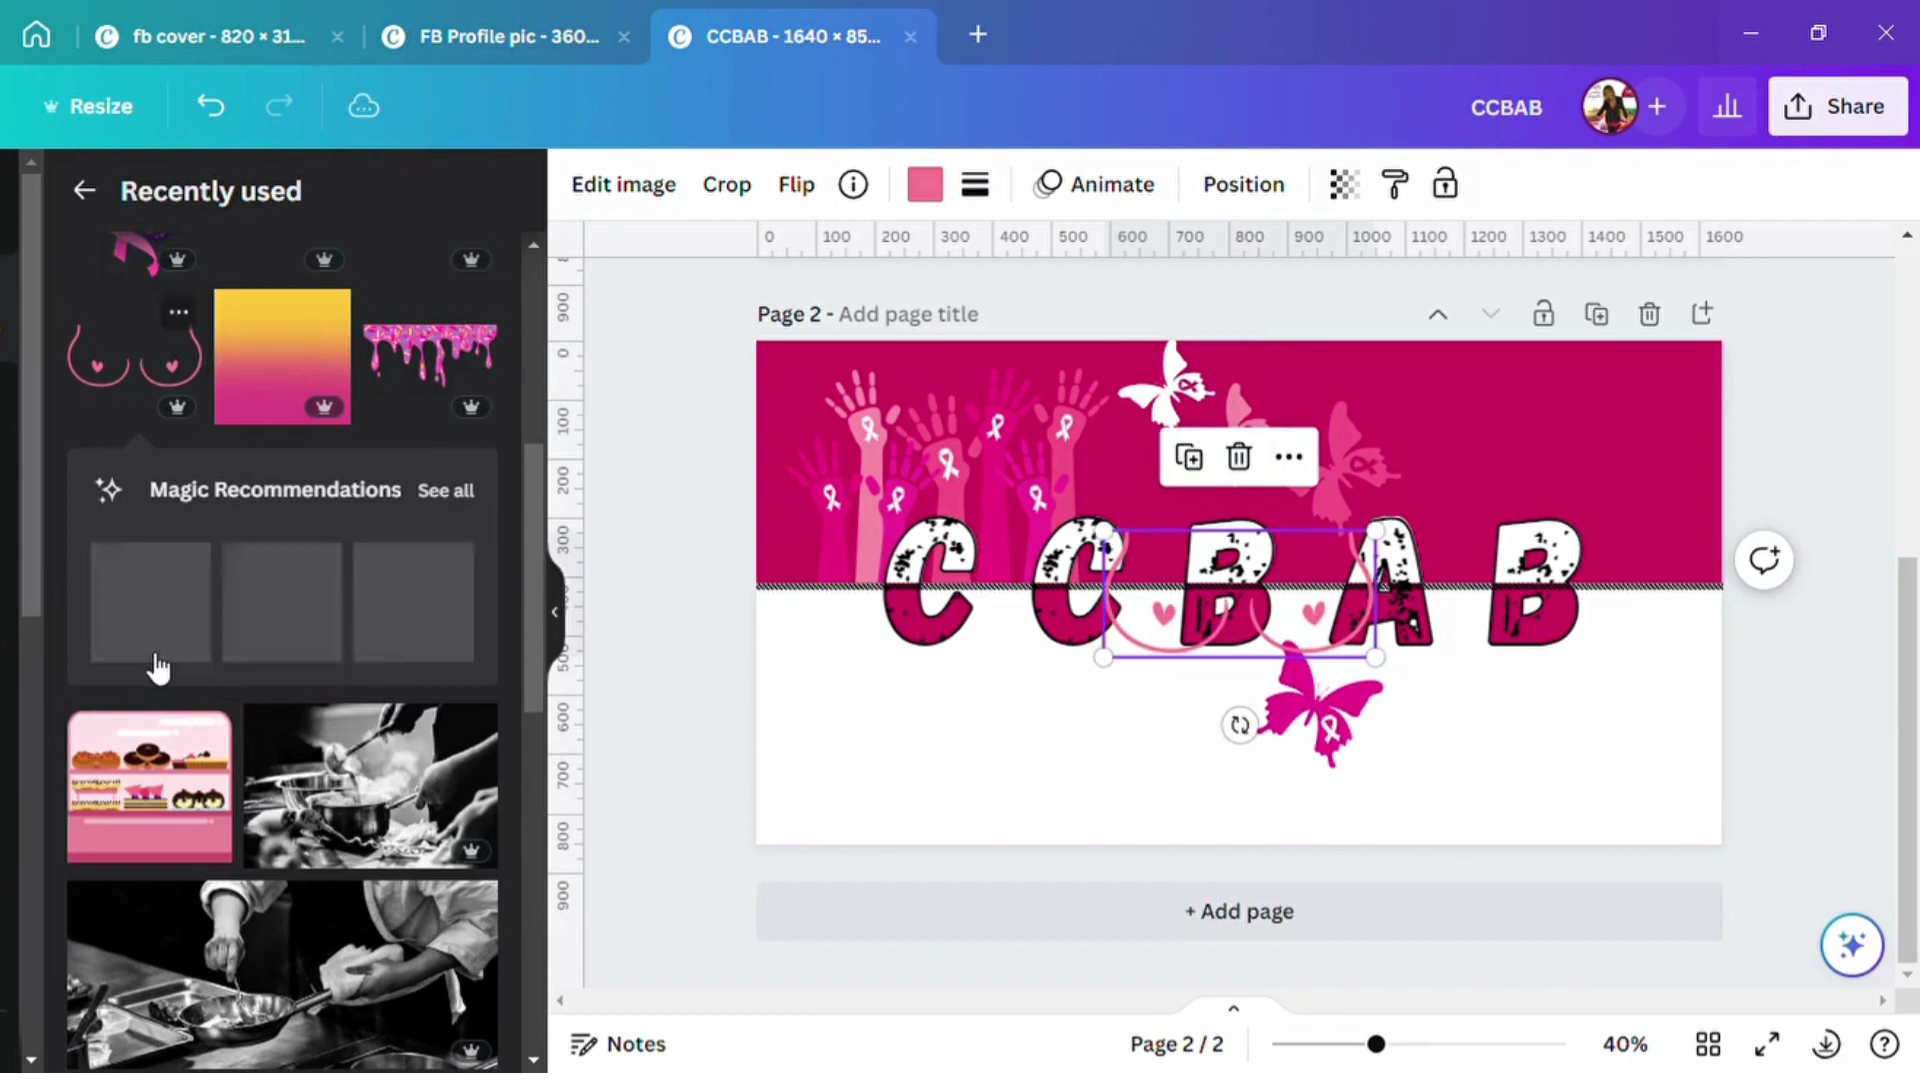 fb cover - 820 × 31...
FB Profile pic - 360...
CCBAB - 1640 × 85...
Resize
CCBAB
Share
Recently used
Edit image
Crop
Flip
Animate
Position
0 100 200 300 400 500 600 700 800 900 1000 1100 1200 1300 1400 1500 1600
900
0
100
200
300
400
500
600
700
800
900
Page 2 - Add page title
Magic Recommendations
See all
C C B A B
+ Add page
Notes
Page 2 / 2
40%